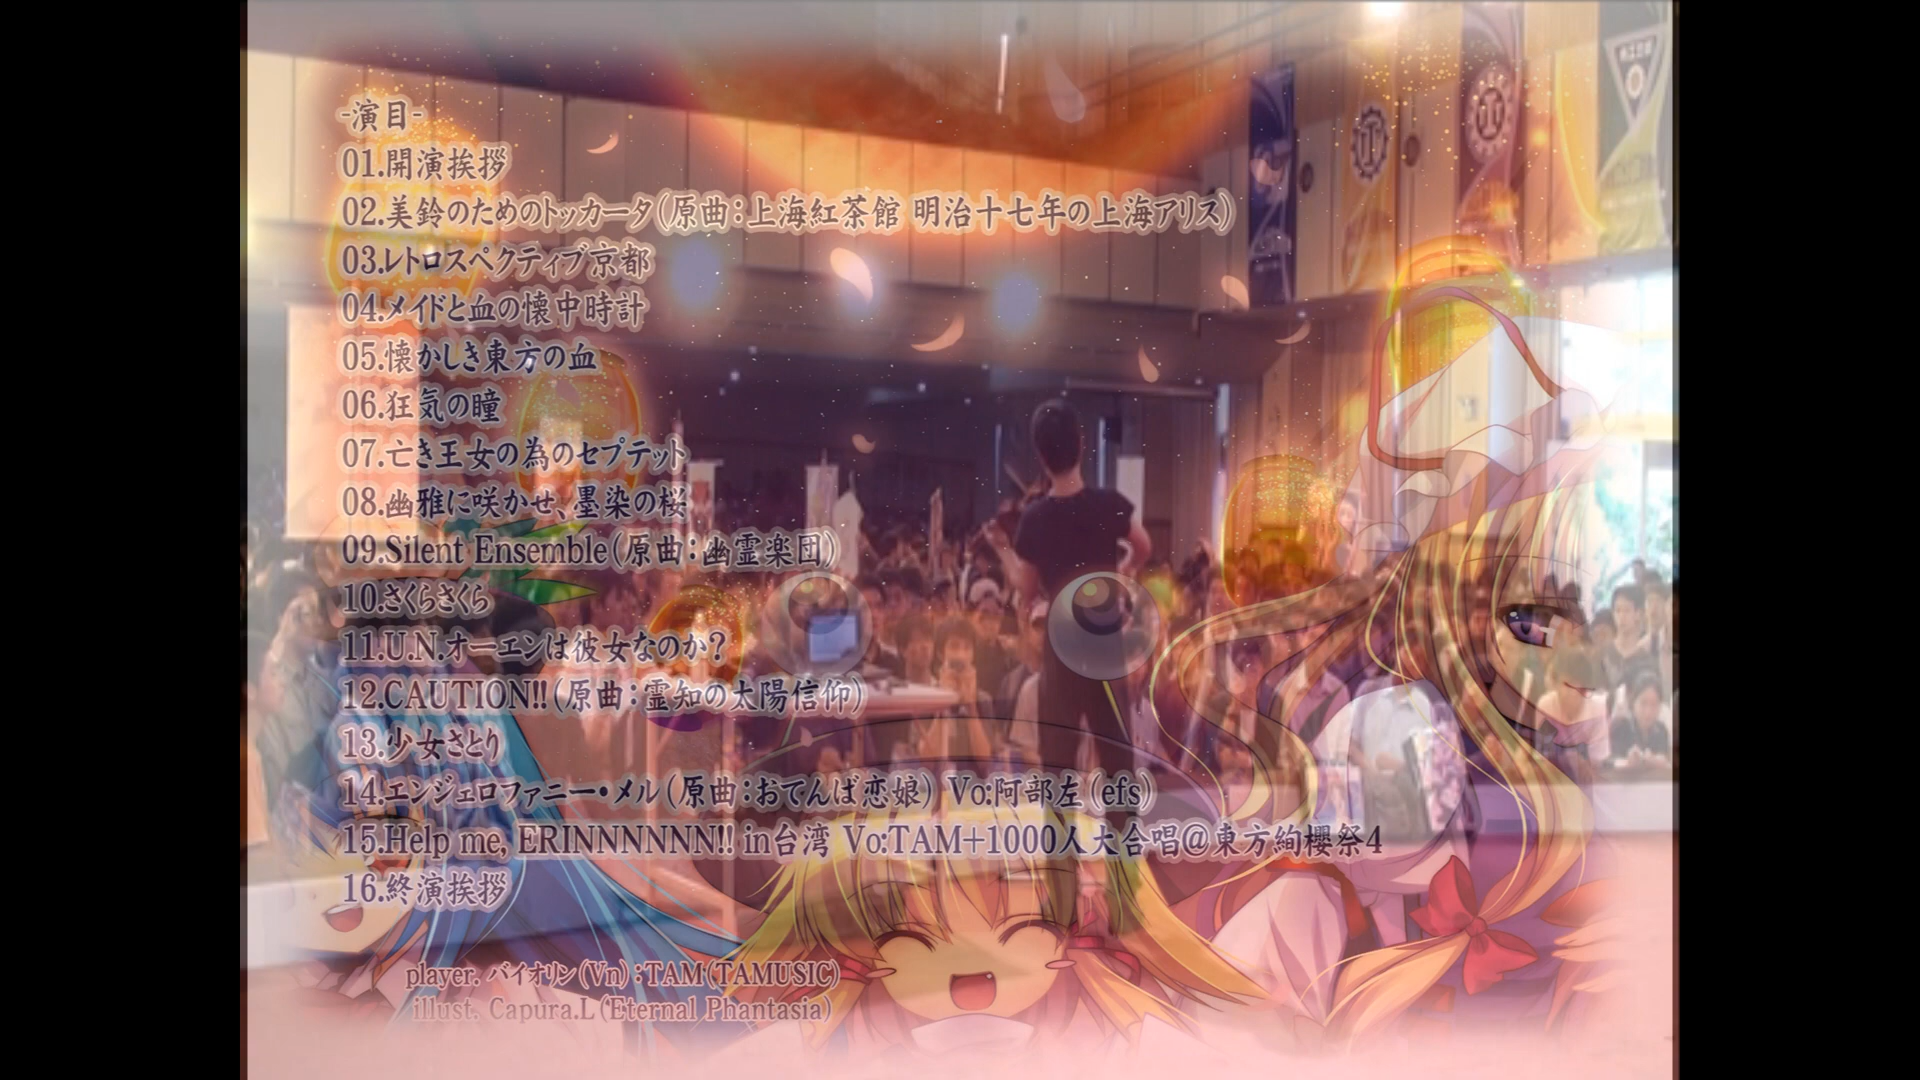 -演目-
01.開演挨拶
02.美鈴のためのトッカータ(原曲：上海紅茶館 明治十七年の上海アリス)
03.レトロスペクティブ京都
04.メイドと血の懐中時計
05.懐かしき東方の血
06.狂気の瞳
07.亡き王女の為のセプテット
08.幽雅に咲かせ、墨染の桜
09.Silent Ensemble(原曲：幽霊楽団)
10.さくらさくら
11.U.N.オーエンは彼女なのか?
12.CAUTION!!(原曲：霊知の太陽信仰)
13.少女さとり
14.エンジェロファニー・メル(原曲：おてんば恋娘) Vo:阿部左(efs)
15.Help me, ERINNNNNN!! in台湾 Vo:TAM+1000人大合唱@東方絢櫻祭4
16.終演挨拶
player. バイオリン(Vn)：TAM(TAMUSIC)
illust. Capura.L(Eternal Phantasia)